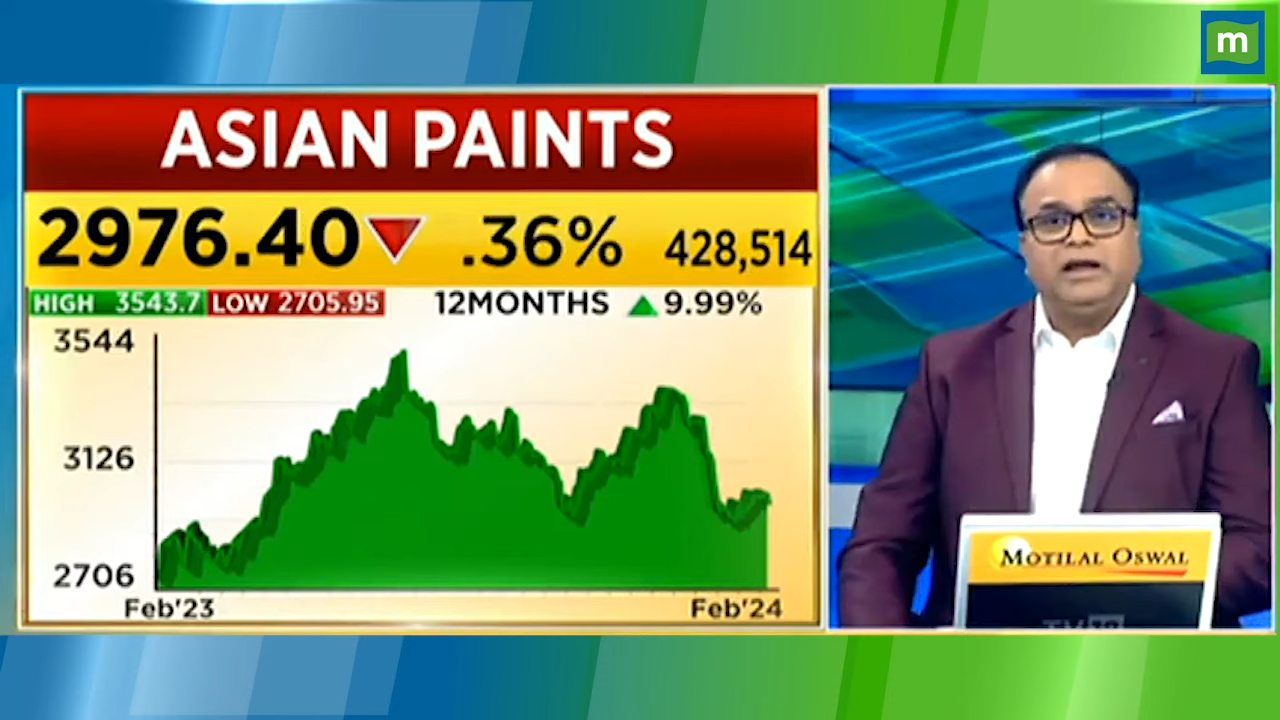 m
ASIAN PAINTS
2976.40 ▼ .36% 428,514
HIGH 3543.7 LOW 2705.95 12MONTHS ▲ 9.99%
3544
3126
2706
Feb'23 Feb'24
MOTILAL OSWAL